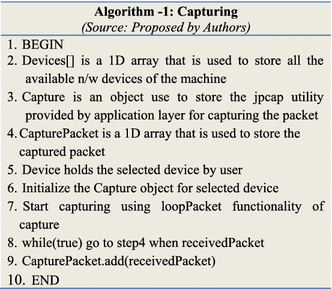 Algorithm -1: Capturing
(Source: Proposed by Authors)
1. BEGIN
2. Devices[] is a 1D array that is used to store all the
available n/w devices of the machine
3. Capture is an object use to store the jpcap utility
provided by application layer for capturing the packet
4. CapturePacket is a 1D array that is used to store the
captured packet
5. Device holds the selected device by user
6. Initialize the Capture object for selected device
7. Start capturing using loopPacket functionality of
capture
8. while(true) go to step4 when receivedPacket
9. CapturePacket.add(receivedPacket)
10. END